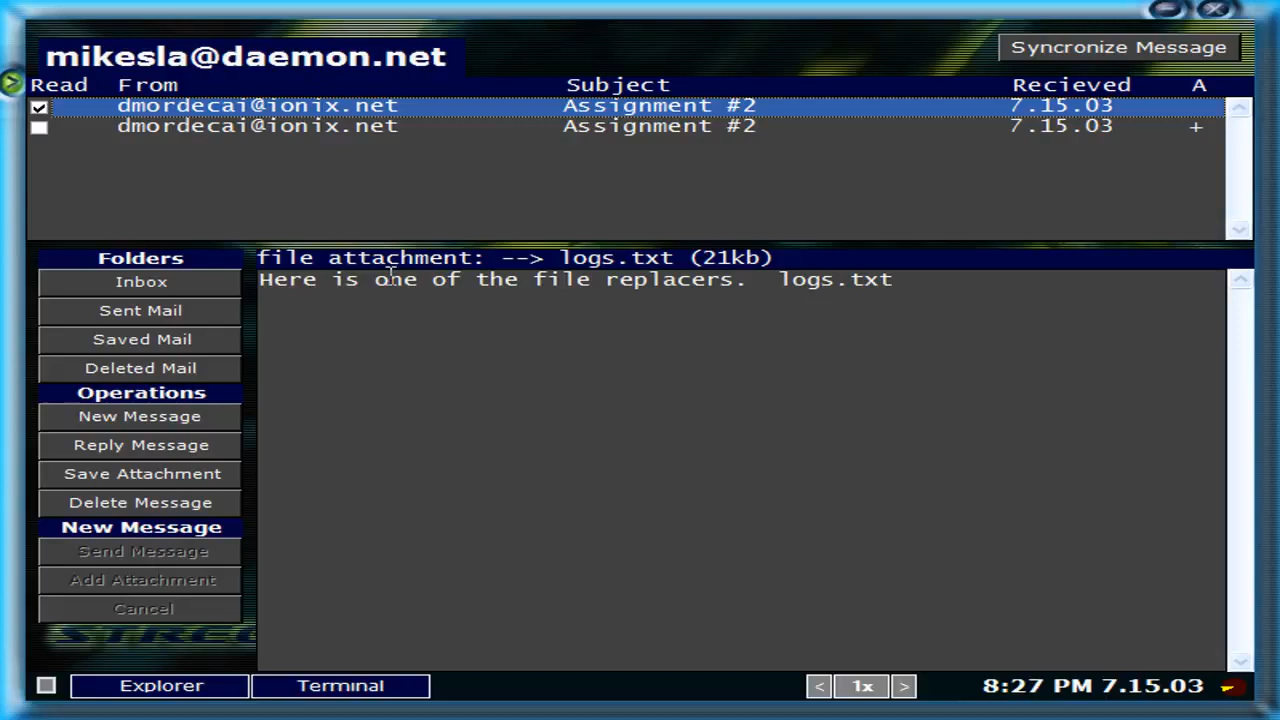 mikesla@daemon.net
Syncronize Message
Read From Subject Recieved A
dmordecai@ionix.net Assignment #2 7.15.03
dmordecai@ionix.net Assignment #2 7.15.03 +
Folders
file attachment: --> logs.txt (21kb)
Here is one of the file replacers. logs.txt
Inbox
Sent Mail
Saved Mail
Deleted Mail
Operations
New Message
Reply Message
Save Attachment
Delete Message
New Message
Send Message
Add Attachment
Cancel
Explorer
Terminal
< 1x >
8:27 PM 7.15.03